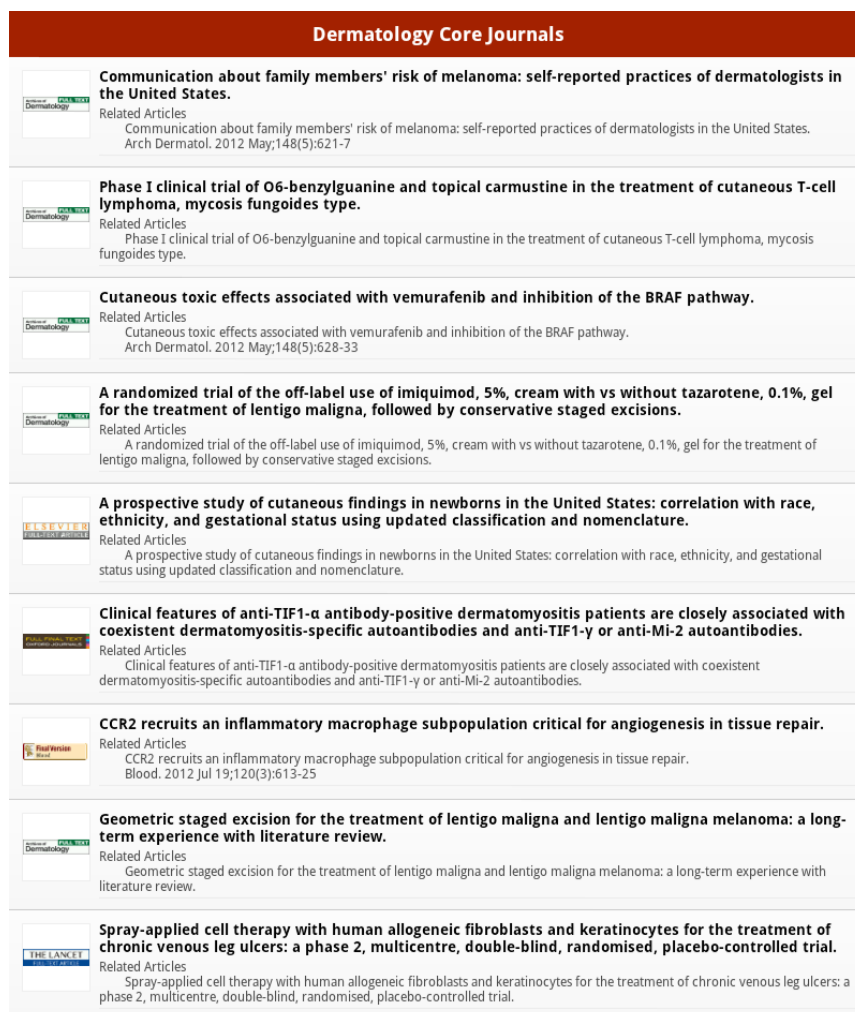 Dermatology Core Journals
Communication about family members' risk of melanoma: self-reported practices of dermatologists in
the United States.
Related Articles
Communication about family members' risk of melanoma: self-reported practices of dermatologists in the United States.
Arch Dermatol. 2012 May;148(5):621-7
FULL TEXT
Dermatology
Phase I clinical trial of O6-benzylguanine and topical carmustine in the treatment of cutaneous T-cell
lymphoma, mycosis fungoides type.
Related Articles
Phase I clinical trial of O6-benzylguanine and topical carmustine in the treatment of cutaneous T-cell lymphoma, mycosis
fungoides type.
FULL TEXT
Dermatology
Cutaneous toxic effects associated with vemurafenib and inhibition of the BRAF pathway.
Related Articles
Cutaneous toxic effects associated with vemurafenib and inhibition of the BRAF pathway.
Arch Dermatol. 2012 May;148(5):628-33
FULL TEXT
Dermatology
A randomized trial of the off-label use of imiquimod, 5%, cream with vs without tazarotene, 0.1%, gel
for the treatment of lentigo maligna, followed by conservative staged excisions.
Related Articles
A randomized trial of the off-label use of imiquimod, 5%, cream with vs without tazarotene, 0.1%, gel for the treatment of
lentigo maligna, followed by conservative staged excisions.
FULL TEXT
Dermatology
A prospective study of cutaneous findings in newborns in the United States: correlation with race,
ethnicity, and gestational status using updated classification and nomenclature.
Related Articles
A prospective study of cutaneous findings in newborns in the United States: correlation with race, ethnicity, and gestational
status using updated classification and nomenclature.
ELSEVIER
FULL-TEXT ARTICLE
Clinical features of anti-TIF1-α antibody-positive dermatomyositis patients are closely associated with
coexistent dermatomyositis-specific autoantibodies and anti-TIF1-γ or anti-Mi-2 autoantibodies.
Related Articles
Clinical features of anti-TIF1-α antibody-positive dermatomyositis patients are closely associated with coexistent
dermatomyositis-specific autoantibodies and anti-TIF1-γ or anti-Mi-2 autoantibodies.
FULL FINAL TEXT
OXFORD JOURNALS
CCR2 recruits an inflammatory macrophage subpopulation critical for angiogenesis in tissue repair.
Related Articles
CCR2 recruits an inflammatory macrophage subpopulation critical for angiogenesis in tissue repair.
Blood. 2012 Jul 19;120(3):613-25
Final Version
Blood
Geometric staged excision for the treatment of lentigo maligna and lentigo maligna melanoma: a long-
term experience with literature review.
Related Articles
Geometric staged excision for the treatment of lentigo maligna and lentigo maligna melanoma: a long-term experience with
literature review.
FULL TEXT
Dermatology
Spray-applied cell therapy with human allogeneic fibroblasts and keratinocytes for the treatment of
chronic venous leg ulcers: a phase 2, multicentre, double-blind, randomised, placebo-controlled trial.
Related Articles
Spray-applied cell therapy with human allogeneic fibroblasts and keratinocytes for the treatment of chronic venous leg ulcers: a
phase 2, multicentre, double-blind, randomised, placebo-controlled trial.
THE LANCET
FULL-TEXT ARTICLE